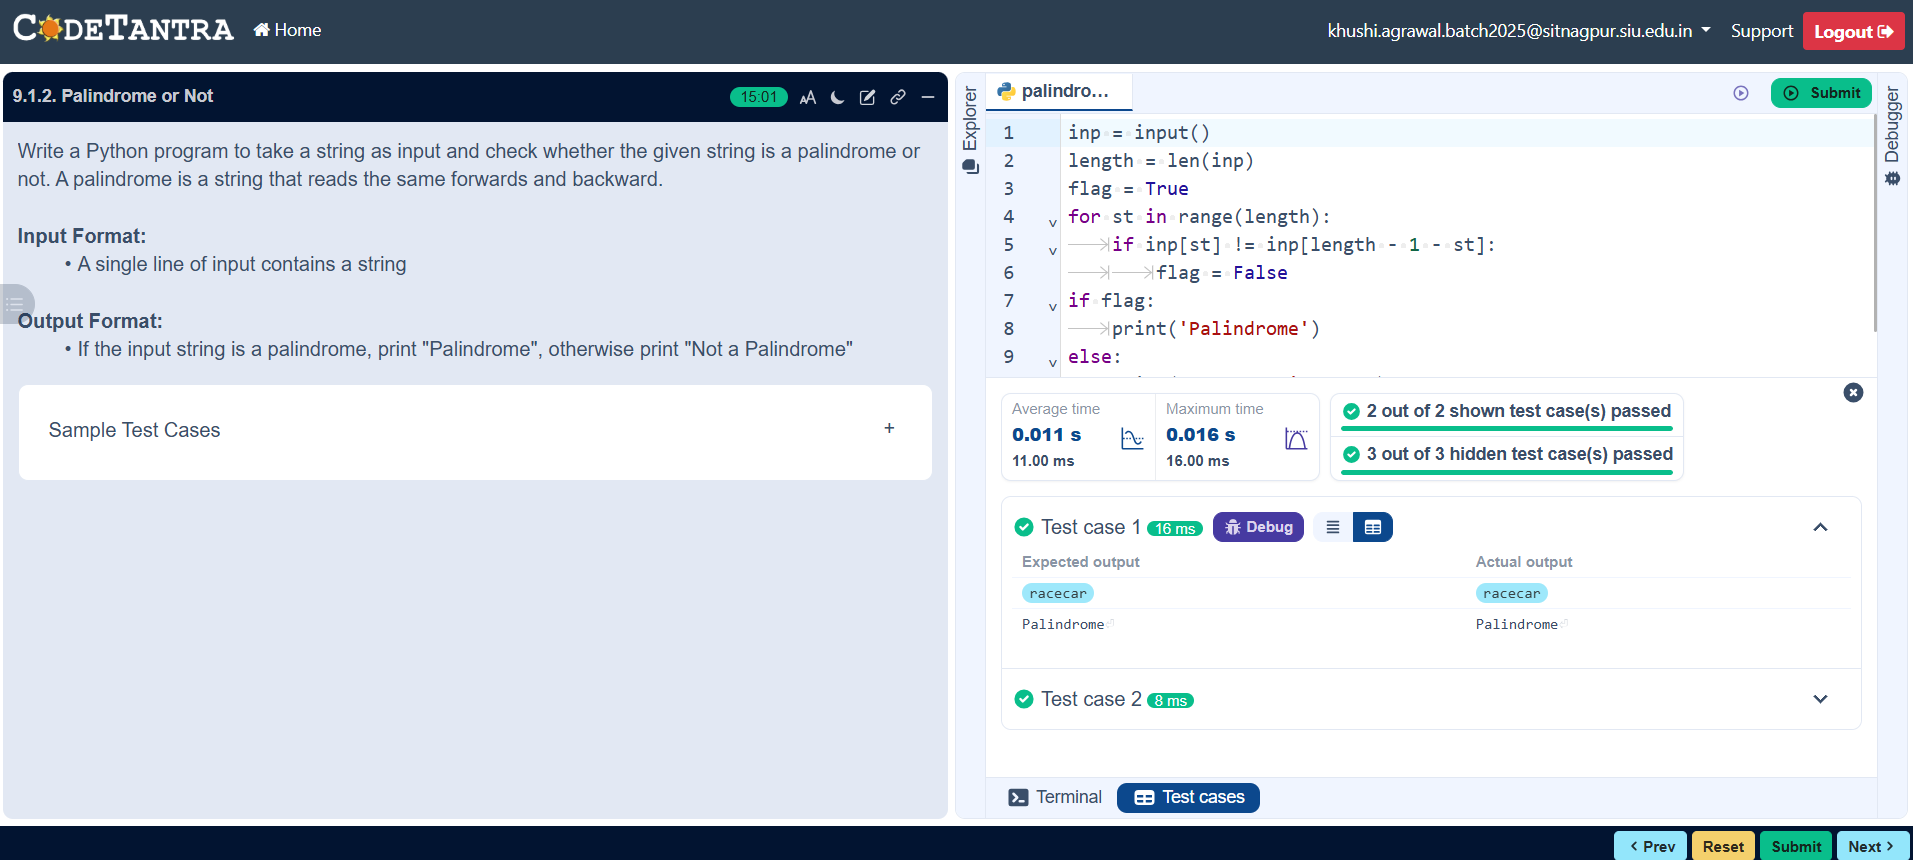 CODETANTRA
Home
khushi.agrawal.batch2025@sitnagpur.siu.edu.in
Support
Logout
9.1.2. Palindrome or Not
15:01
AA
Write a Python program to take a string as input and check whether the given string is a palindrome or
not. A palindrome is a string that reads the same forwards and backward.
Input Format:
• A single line of input contains a string
Output Format:
• If the input string is a palindrome, print "Palindrome", otherwise print "Not a Palindrome"
Sample Test Cases
+
Explorer
palindro...
Submit
Debugger
1 inp = input()
2 length = len(inp)
3 flag = True
4 for st in range(length):
5 if inp[st] != inp[length - 1 - st]:
6 flag = False
7 if flag:
8 print('Palindrome')
9 else:
Average time
0.011 s
11.00 ms
Maximum time
0.016 s
16.00 ms
2 out of 2 shown test case(s) passed
3 out of 3 hidden test case(s) passed
Test case 1 16 ms
Debug
Expected output
Actual output
racecar
racecar
Palindrome
Palindrome
Test case 2 8 ms
Terminal
Test cases
< Prev
Reset
Submit
Next >